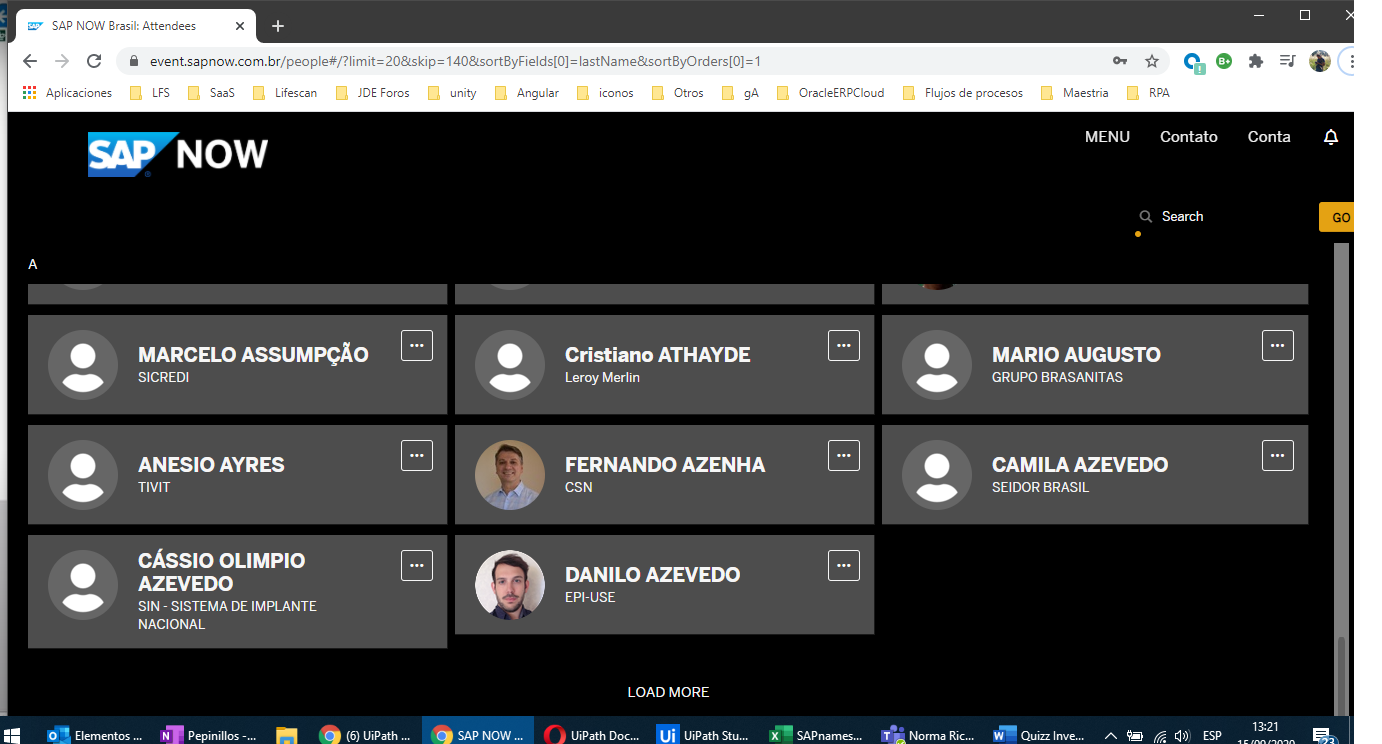 SAP NOW Brasil: Attendees
event.sapnow.com.br/people#/?limit=20&skip=140&sortByFields[0]=lastName&sortByOrders[0]=1
Aplicaciones LFS SaaS Lifescan JDE Foros unity Angular iconos Otros gA OracleERPCloud Flujos de procesos Maestria RPA
SAP NOW
MENU Contato Conta
Search GO
A
MARCELO ASSUMPÇÃO
SICREDI
Cristiano ATHAYDE
Leroy Merlin
MARIO AUGUSTO
GRUPO BRASANITAS
ANESIO AYRES
TIVIT
FERNANDO AZENHA
CSN
CAMILA AZEVEDO
SEIDOR BRASIL
CÁSSIO OLIMPIO
AZEVEDO
SIN - SISTEMA DE IMPLANTE
NACIONAL
DANILO AZEVEDO
EPI-USE
LOAD MORE
Elementos ... Pepinillos -... (6) UiPath ... SAP NOW ... UiPath Doc... UiPath Stu... SAPnames... Norma Ric... Quizz Inve... ESP 13:21
15/09/2020 23